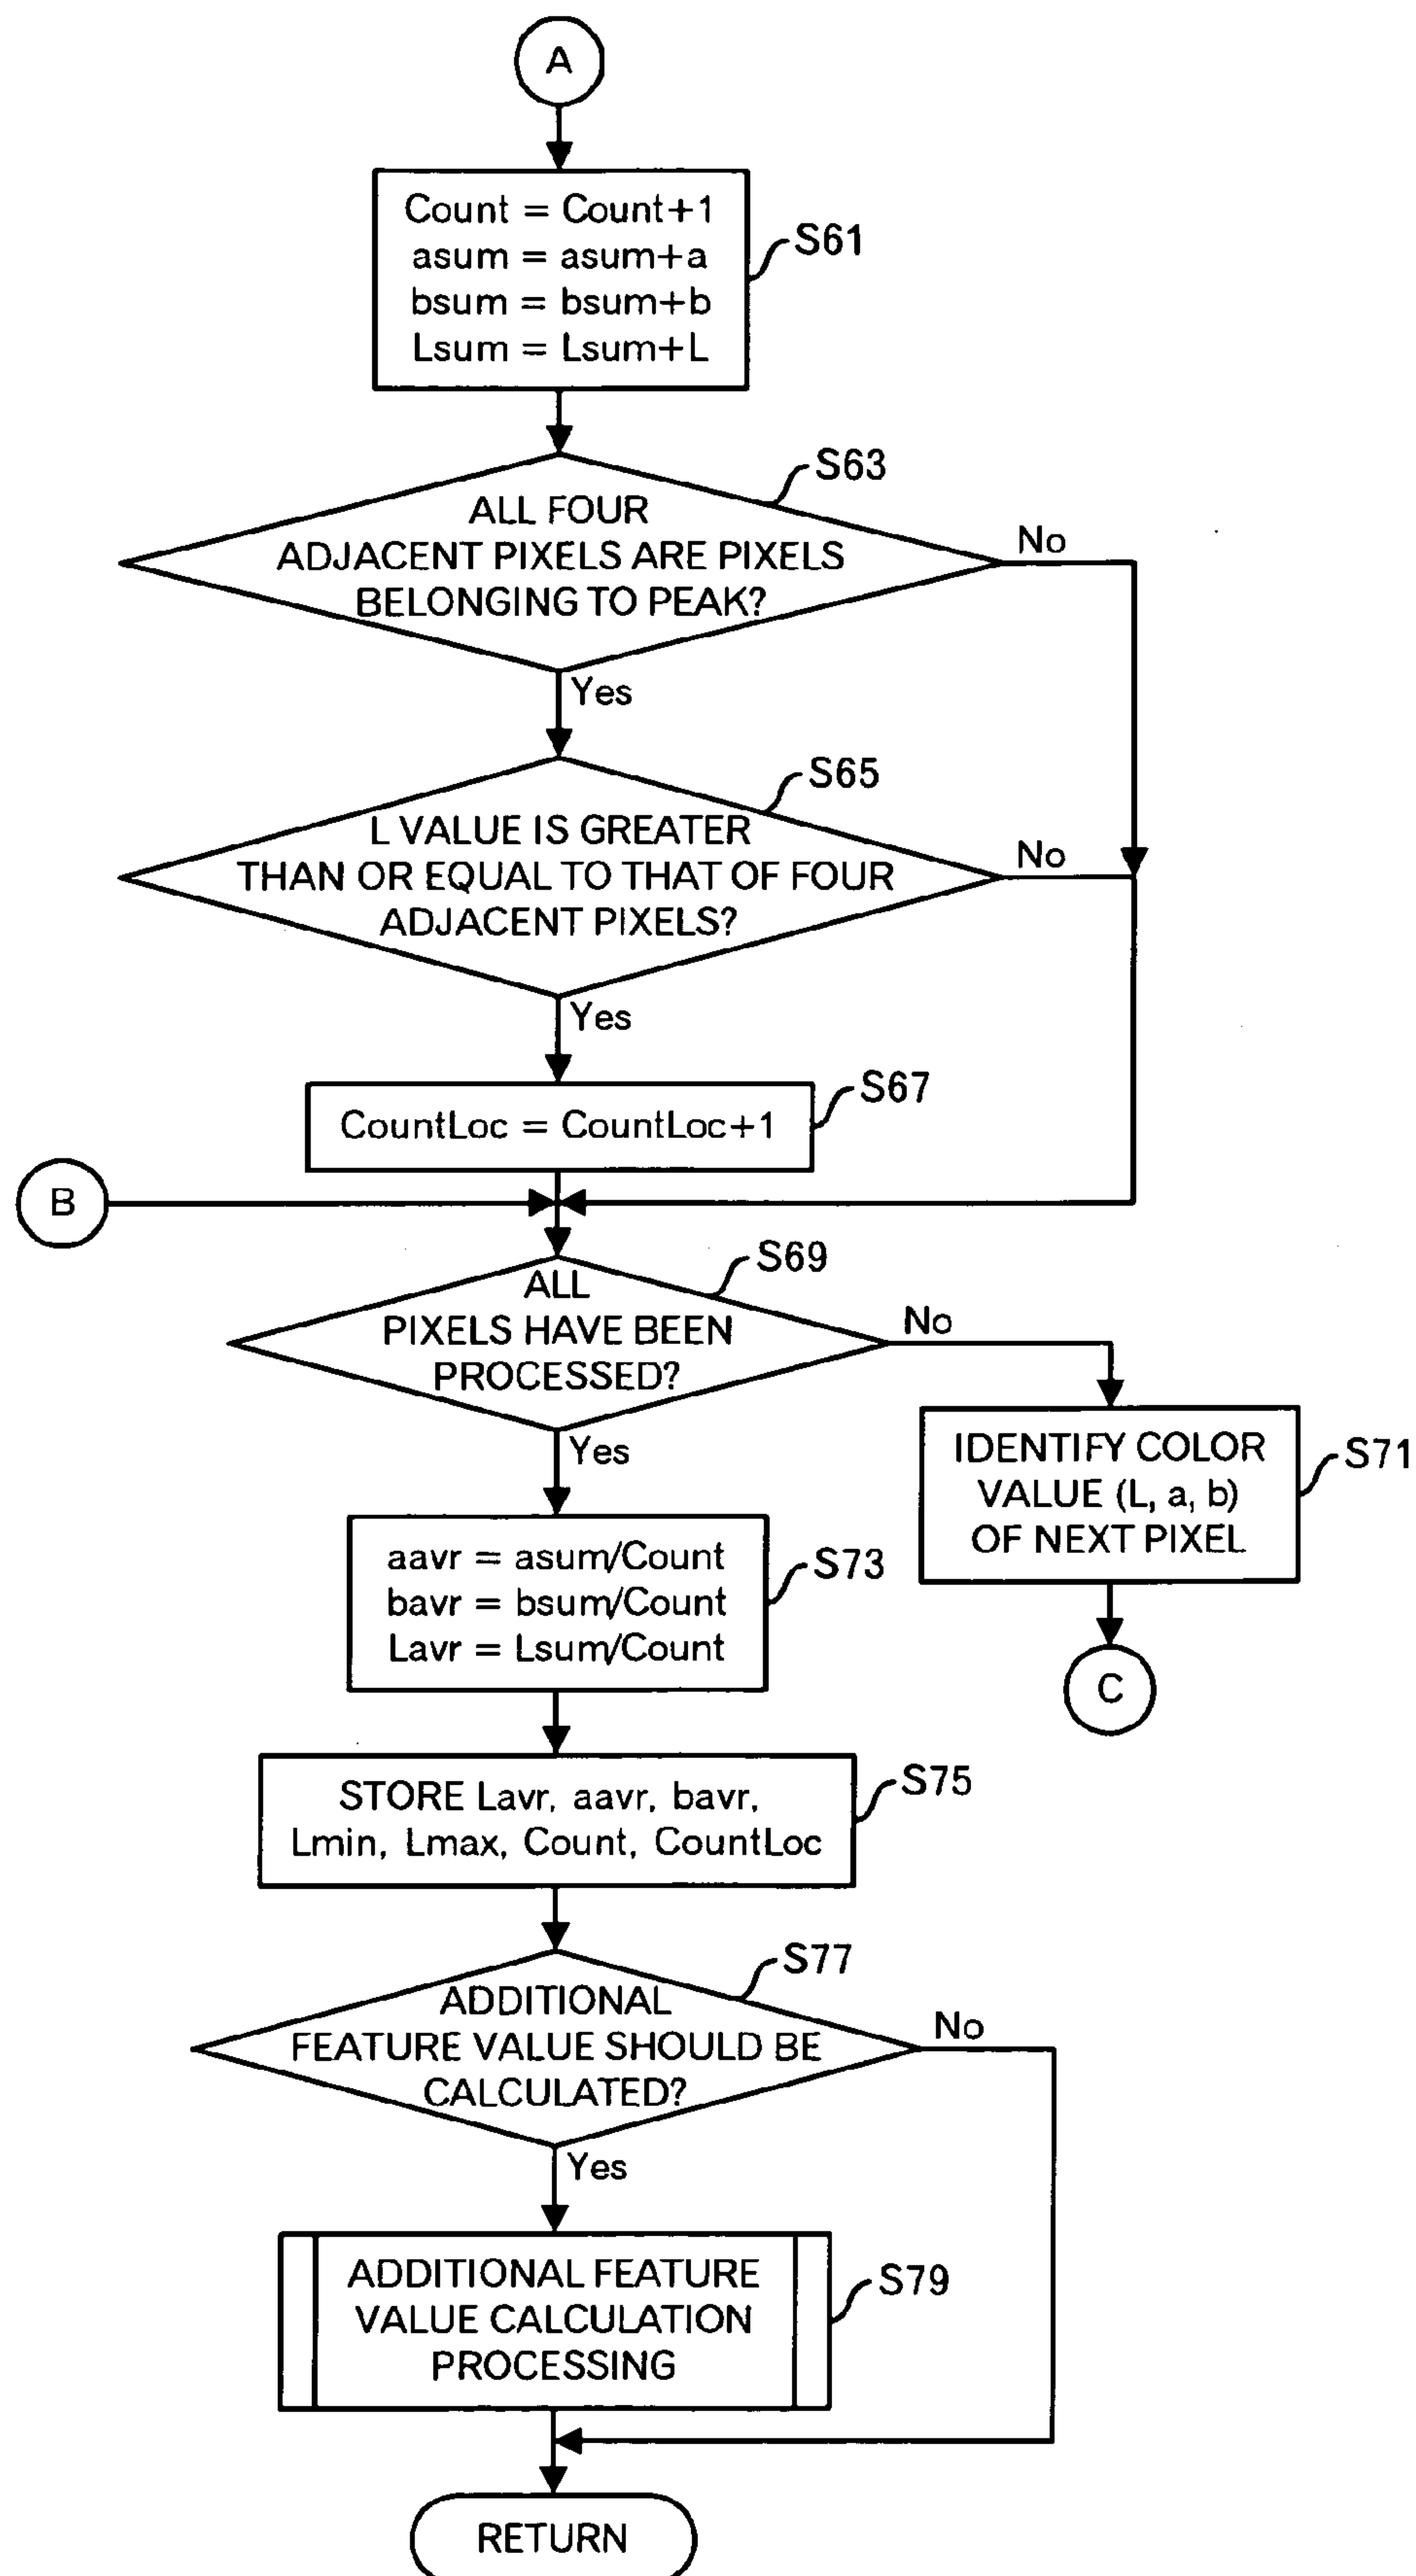 A
Count = Count+1
asum = asum+a
bsum = bsum+b
Lsum = Lsum+L
S61
S63
ALL FOUR
ADJACENT PIXELS ARE PIXELS
BELONGING TO PEAK?
No
Yes
S65
L VALUE IS GREATER
THAN OR EQUAL TO THAT OF FOUR
ADJACENT PIXELS?
No
Yes
S67
CountLoc = CountLoc+1
B
S69
ALL
PIXELS HAVE BEEN
PROCESSED?
No
Yes
IDENTIFY COLOR
VALUE (L, a, b)
OF NEXT PIXEL
S71
C
aavr = asum/Count
bavr = bsum/Count
Lavr = Lsum/Count
S73
STORE Lavr, aavr, bavr,
Lmin, Lmax, Count, CountLoc
S75
S77
ADDITIONAL
FEATURE VALUE SHOULD BE
CALCULATED?
No
Yes
ADDITIONAL FEATURE
VALUE CALCULATION
PROCESSING
S79
RETURN